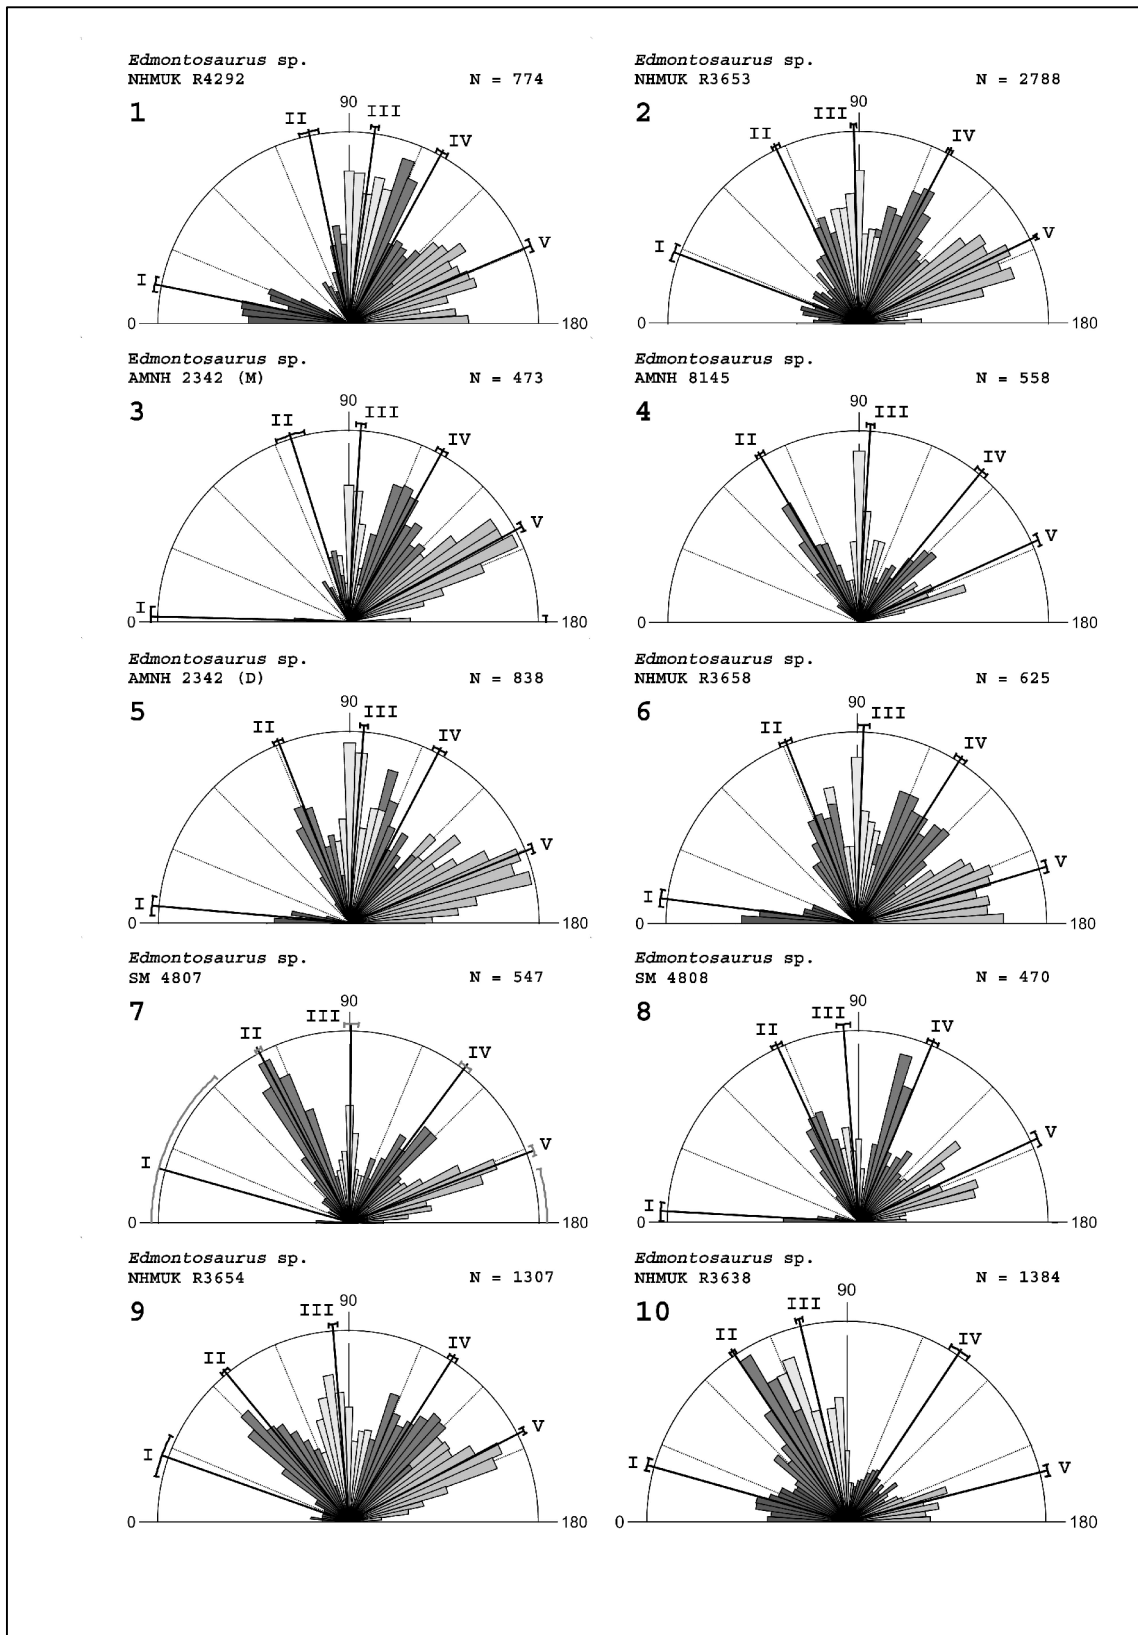 Edmontosaurus sp.
NHMUK R4292 N = 774
1
90
I II III IV V
0 180
Edmontosaurus sp.
NHMUK R3653 N = 2788
2
90
I II III IV V
0 180
Edmontosaurus sp.
AMNH 2342 (M) N = 473
3
90
I II III IV V
0 180
Edmontosaurus sp.
AMNH 8145 N = 558
4
90
II III IV V
0 180
Edmontosaurus sp.
AMNH 2342 (D) N = 838
5
90
I II III IV V
0 180
Edmontosaurus sp.
NHMUK R3658 N = 625
6
90
I II III IV V
0 180
Edmontosaurus sp.
SM 4807 N = 547
7
90
I II III IV V
0 180
Edmontosaurus sp.
SM 4808 N = 470
8
90
I II III IV V
0 180
Edmontosaurus sp.
NHMUK R3654 N = 1307
9
90
I II III IV V
0 180
Edmontosaurus sp.
NHMUK R3638 N = 1384
10
90
I II III IV V
0 180